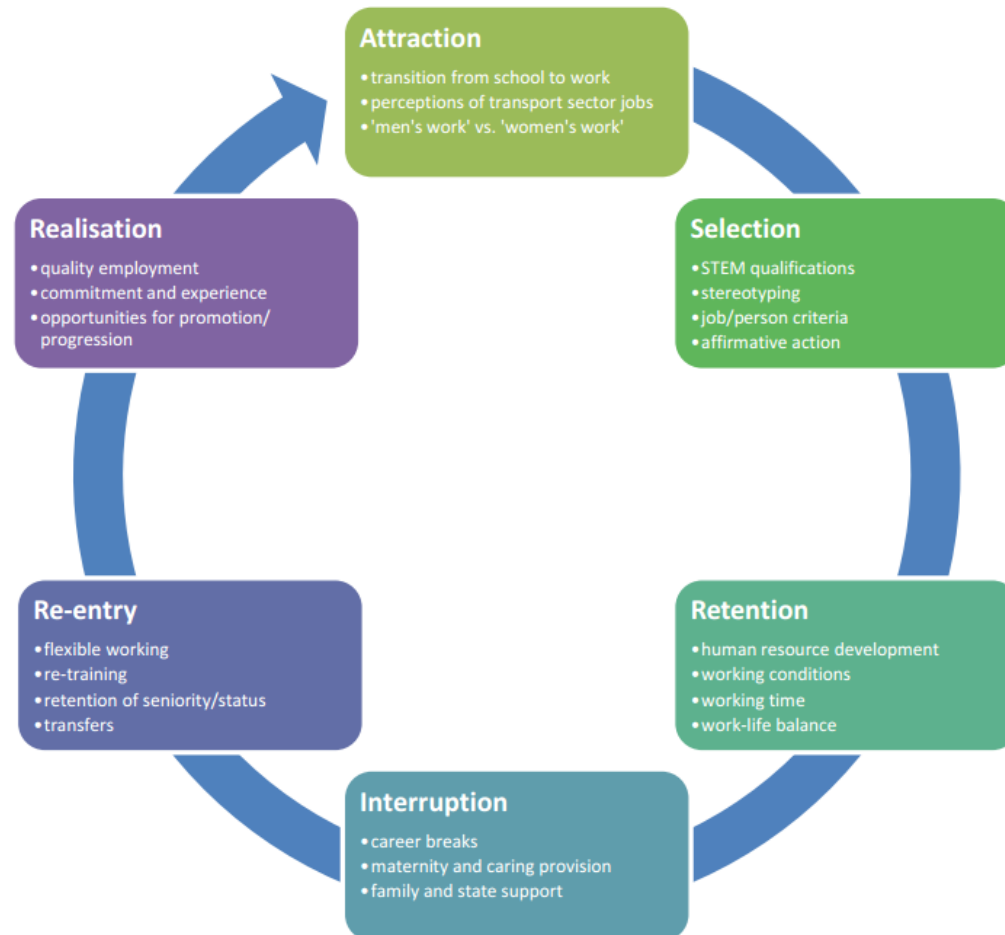 Attraction
•transition from school to work
•perceptions of transport sector jobs
•'men's work' vs. 'women's work'
Selection
•STEM qualifications
•stereotyping
•job/person criteria
•affirmative action
Retention
•human resource development
•working conditions
•working time
•work-life balance
Interruption
•career breaks
•maternity and caring provision
•family and state support
Re-entry
•flexible working
•re-training
•retention of seniority/status
•transfers
Realisation
•quality employment
•commitment and experience
•opportunities for promotion/
progression